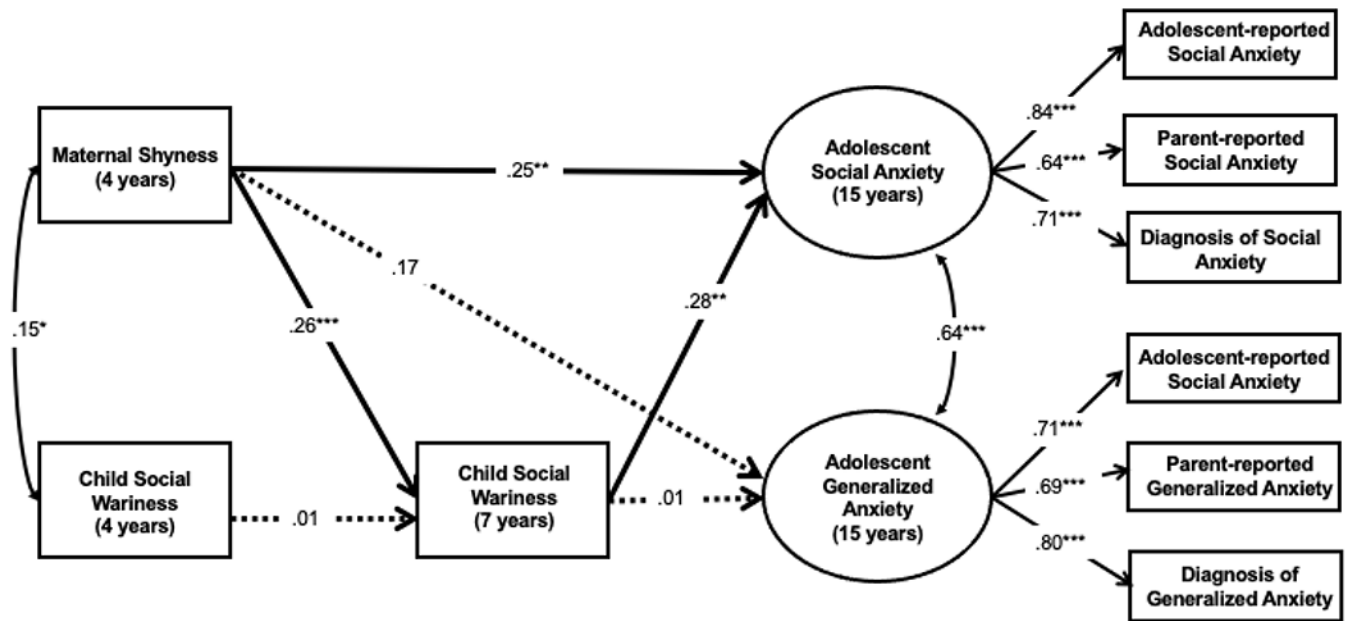 Adolescent-reported
Social Anxiety
.84***
Maternal Shyness
(4 years)
.25**
Adolescent
Social Anxiety
(15 years)
.64***
Parent-reported
Social Anxiety
.71***
Diagnosis of Social
Anxiety
.17
.28**
.15*
.26***
.64***
Adolescent-reported
Social Anxiety
.71***
Child Social
Wariness
(4 years)
.01
Child Social
Wariness
(7 years)
.01
Adolescent
Generalized
Anxiety
(15 years)
.69***
Parent-reported
Generalized Anxiety
.80***
Diagnosis of
Generalized Anxiety